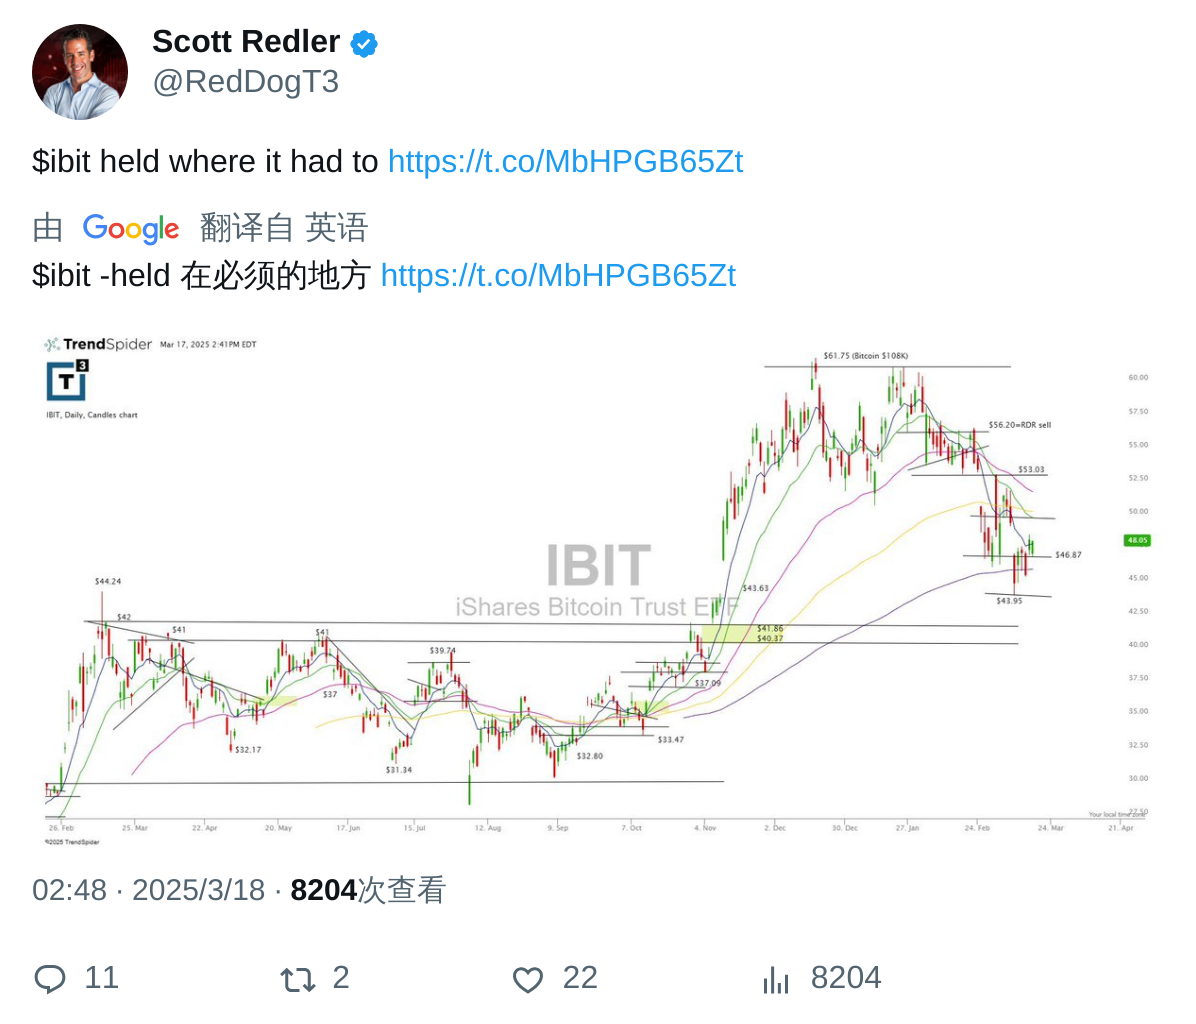 Scott Redler
@RedDogT3
$ibit held where it had to https://t.co/MbHPGB65Zt
由 Google 翻译自 英语
$ibit -held 在必须的地方 https://t.co/MbHPGB65Zt
TrendSpider Mar 17, 2025 2:41PM EDT
T3
IBIT, Daily, Candles chart
$61.75 (Bitcoin $108K)
60.00
57.50
$56.20=RDR sell
55.00
$53.03
52.50
50.00
48.05
$46.87
IBIT
iShares Bitcoin Trust ETF
45.00
$44.24
$43.63
$43.95
42.50
$42
$41
$41
$41.86
$40.37
40.00
$39.74
37.50
$37
$37.09
35.00
$33.47
$32.17
$32.80
32.50
$31.34
30.00
27.50
Your local time zone
26. Feb 25. Mar 22. Apr 20. May 17. Jun 15. Jul 12. Aug 9. Sep 7. Oct 4. Nov 2. Dec 30. Dec 27. Jan 24. Feb 24. Mar 21. Apr
©2025 TrendSpider
02:48 · 2025/3/18 · 8204次查看
11 2 22 8204